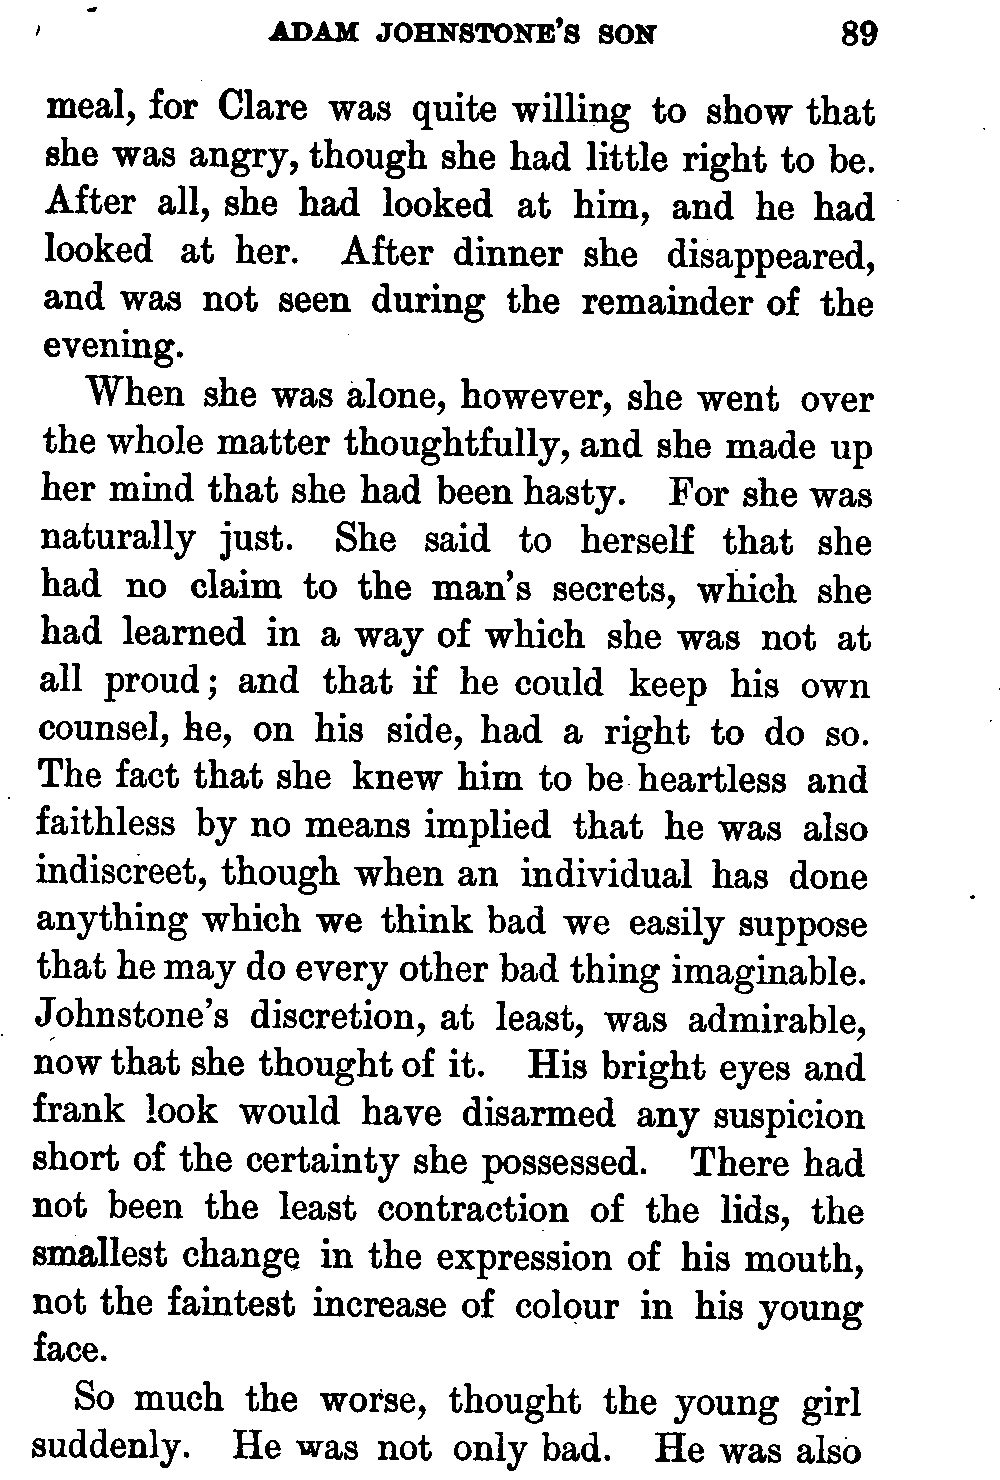 ADAM JOHNSTONE'S SON 89
meal, for Clare was quite willing to show that
she was angry, though she had little right to be.
After all, she had looked at him, and he had
looked at her. After dinner she disappeared,
and was not seen during the remainder of the
evening.
When she was alone, however, she went over
the whole matter thoughtfully, and she made up
her mind that she had been hasty. For she was
naturally just. She said to herself that she
had no claim to the man's secrets, which she
had learned in a way of which she was not at
all proud; and that if he could keep his own
counsel, he, on his side, had a right to do so.
The fact that she knew him to be heartless and
faithless by no means implied that he was also
indiscreet, though when an individual has done
anything which we think bad we easily suppose
that he may do every other bad thing imaginable.
Johnstone's discretion, at least, was admirable,
now that she thought of it. His bright eyes and
frank look would have disarmed any suspicion
short of the certainty she possessed. There had
not been the least contraction of the lids, the
smallest change in the expression of his mouth,
not the faintest increase of colour in his young
face.
So much the worse, thought the young girl
suddenly. He was not only bad. He was also